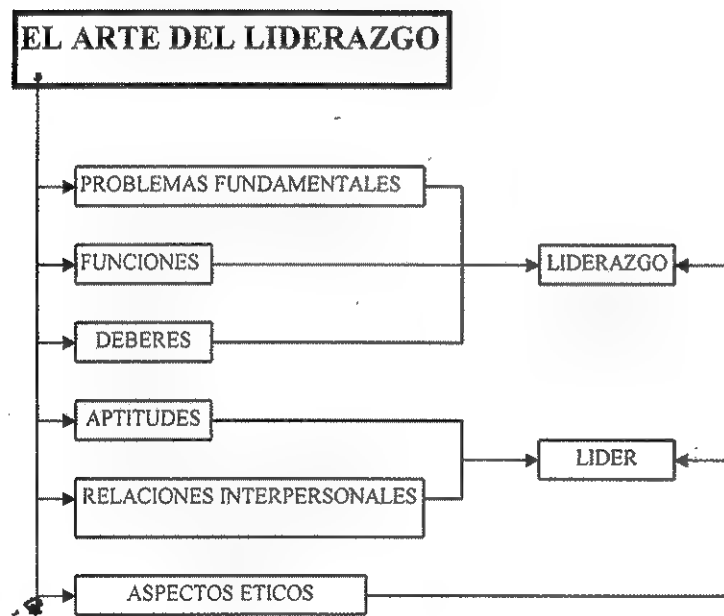 EL ARTE DEL LIDERAZGO
PROBLEMAS FUNDAMENTALES
FUNCIONES
LIDERAZGO
DEBERES
APTITUDES
LIDER
RELACIONES INTERPERSONALES
ASPECTOS ETICOS